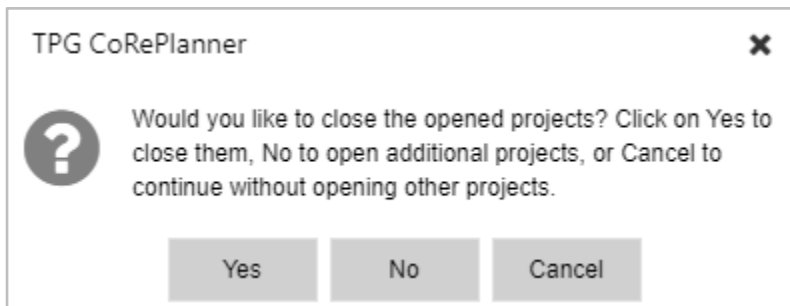 TPG CoRePlanner
Would you like to close the opened projects? Click on Yes to
close them, No to open additional projects, or Cancel to
continue without opening other projects.
Yes No Cancel